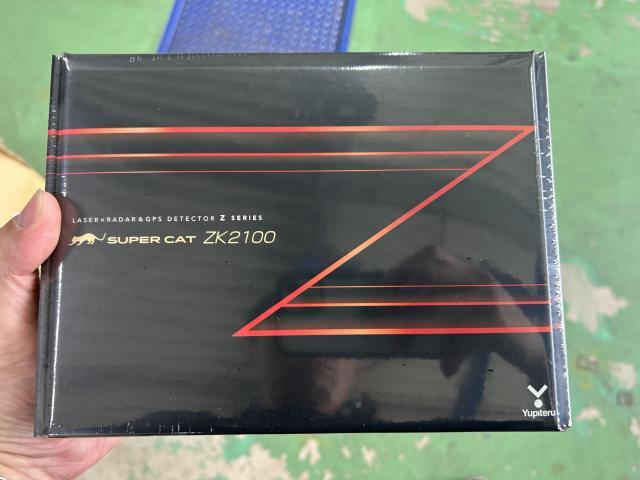 LASER×RADAR&GPS DETECTOR Z SERIES
SUPER CAT ZK2100
Yupiteru